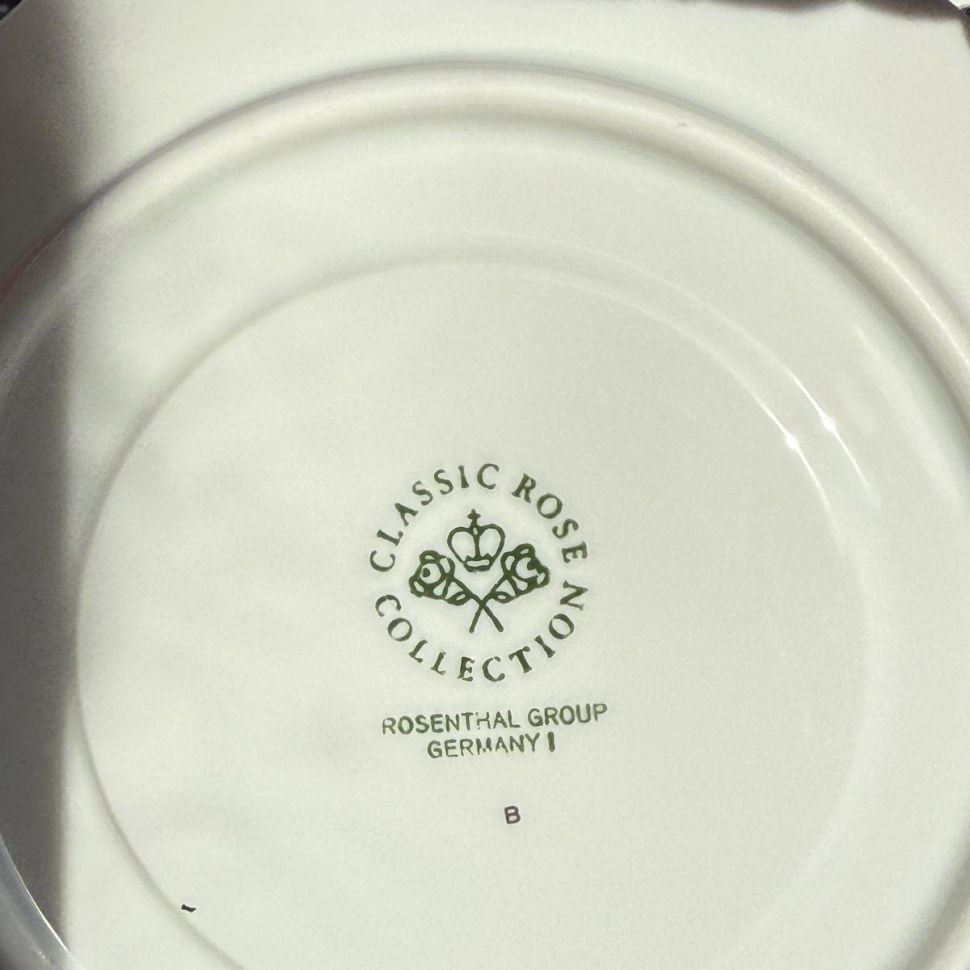 CLASSIC ROSE
COLLECTION
ROSENTHAL GROUP
GERMANY I
B